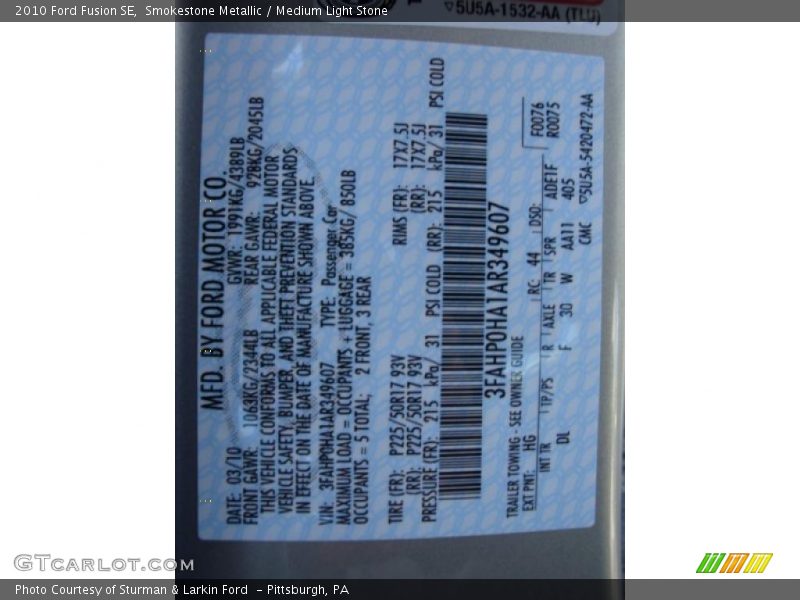 2010 Ford Fusion SE, Smokestone Metallic / Medium Light Stone
▽5U5A-1532-AA (TLU)
MFD. BY FORD MOTOR CO.
DATE: 03/10 GVWR: 1991KG/4389LB
FRONT GAWR: 1063KG/2344LB REAR GAWR: 928KG/2045LB
THIS VEHICLE CONFORMS TO ALL APPLICABLE FEDERAL MOTOR
VEHICLE SAFETY, BUMPER, AND THEFT PREVENTION STANDARDS
IN EFFECT ON THE DATE OF MANUFACTURE SHOWN ABOVE.
VIN: 3FAHP0HA1AR349607 TYPE: Passenger Car
MAXIMUM LOAD = OCCUPANTS + LUGGAGE = 385KG/ 850LB
OCCUPANTS = 5 TOTAL; 2 FRONT, 3 REAR
TIRE (FR): P225/50R17 93V RIMS (FR): 17X7.5J
(RR): P225/50R17 93V (RR): 17X7.5J
PRESSURE (FR): 215 kPa/ 31 PSI COLD (RR): 215 kPa/ 31 PSI COLD
3FAHP0HA1AR349607
TRAILER TOWING - SEE OWNER GUIDE
EXT PNT: HG RC: 44 DSO: F0076
R0075
INT TR TP/PS R AXLE TR SPR ADE1F
DL F 30 W AA11 405
CMC ▽5U5A-5420472-AA
GTcarlot.com
Photo Courtesy of Sturman & Larkin Ford - Pittsburgh, PA